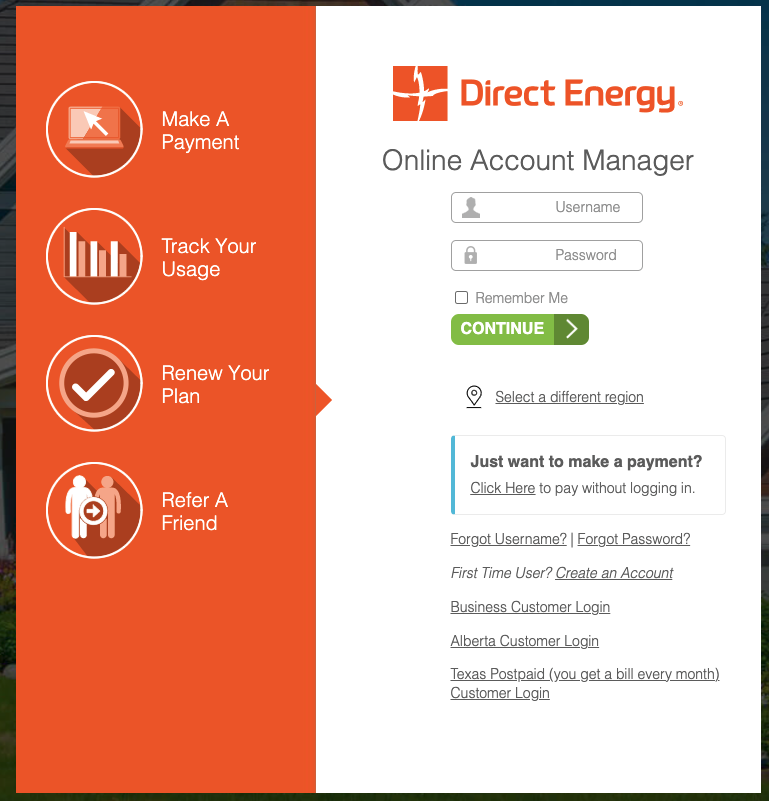 Make A
Payment
Track Your
Usage
Renew Your
Plan
Refer A
Friend
Direct Energy®
Online Account Manager
Username
Password
Remember Me
CONTINUE
Select a different region
Just want to make a payment?
Click Here to pay without logging in.
Forgot Username? | Forgot Password?
First Time User? Create an Account
Business Customer Login
Alberta Customer Login
Texas Postpaid (you get a bill every month)
Customer Login